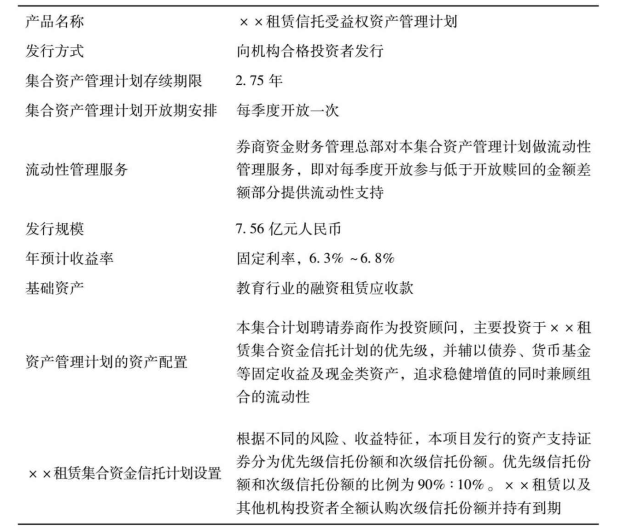 产品名称 ××租赁信托受益权资产管理计划
发行方式 向机构合格投资者发行
集合资产管理计划存续期限 2.75 年
集合资产管理计划开放期安排 每季度开放一次
券商资金财务管理总部对本集合资产管理计划做流动性
流动性管理服务 管理服务，即对每季度开放参与低于开放赎回的金额差
额部分提供流动性支持
发行规模 7.56 亿元人民币
年预计收益率 固定利率，6.3% ~6.8%
基础资产 教育行业的融资租赁应收款
本集合计划聘请券商作为投资顾问，主要投资于××租
资产管理计划的资产配置 赁集合资金信托计划的优先级，并辅以债券、货币基金
等固定收益及现金类资产，追求稳健增值的同时兼顾组
合的流动性
根据不同的风险、收益特征，本项目发行的资产支持证
××租赁集合资金信托计划设置 券分为优先级信托份额和次级信托份额。优先级信托份
额和次级信托份额的比例为 90%∶10%。××租赁以及
其他机构投资者全额认购次级信托份额并持有到期